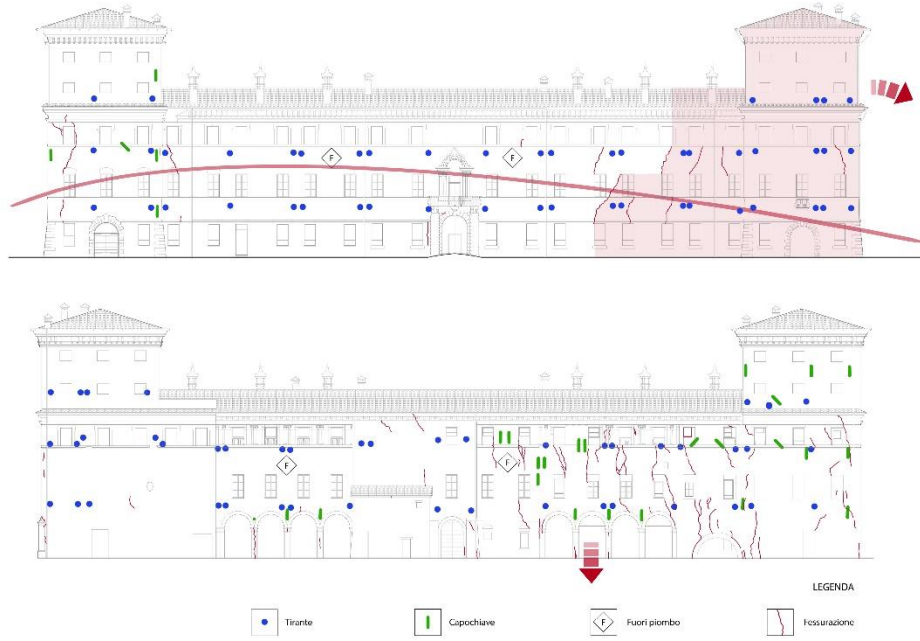 F
F
F
F
LEGENDA
Tirante
Capochiave
F
Fuori piombo
Fessurazione